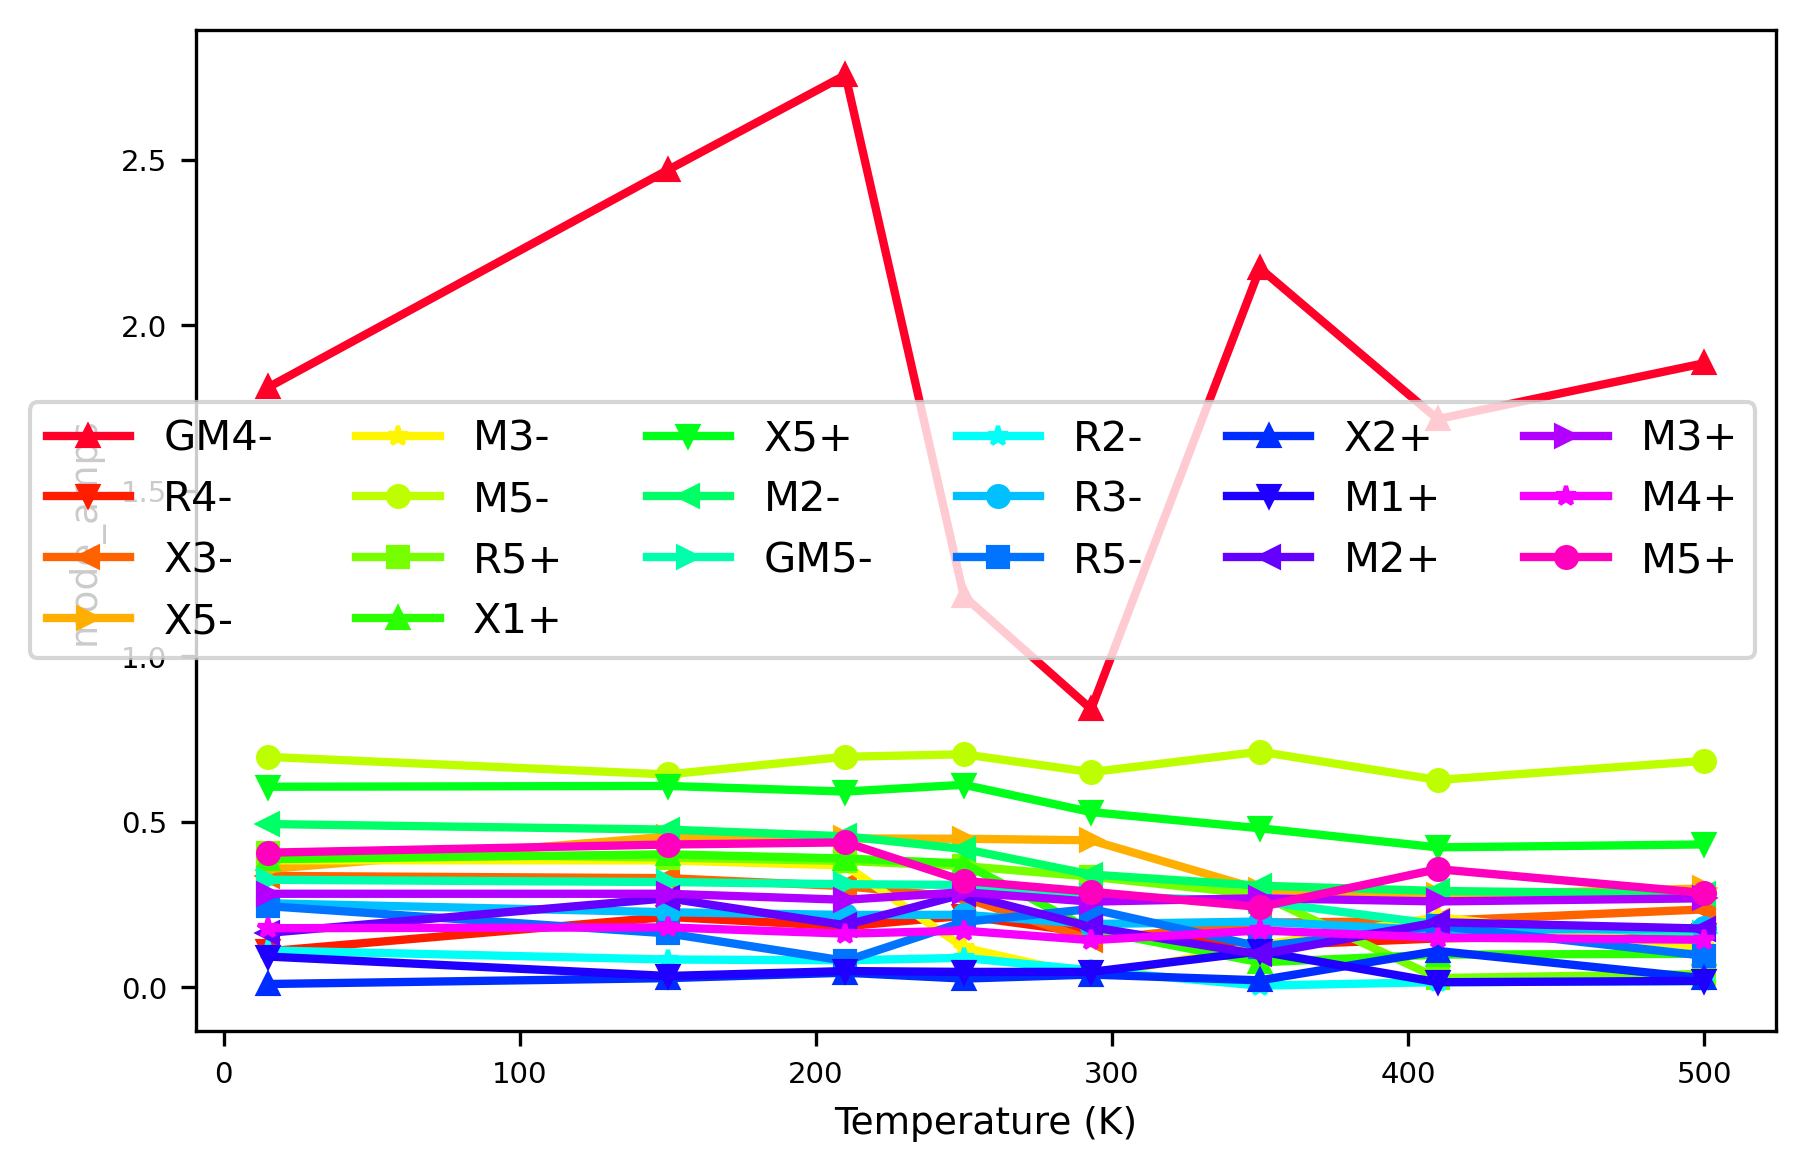 2.5
2.0
1.5
1.0
0.5
0.0
mode_amps
GM4-
R4-
X3-
X5-
M3-
M5-
R5+
X1+
X5+
M2-
GM5-
R2-
R3-
R5-
X2+
M1+
M2+
M3+
M4+
M5+
0 100 200 300 400 500
Temperature (K)